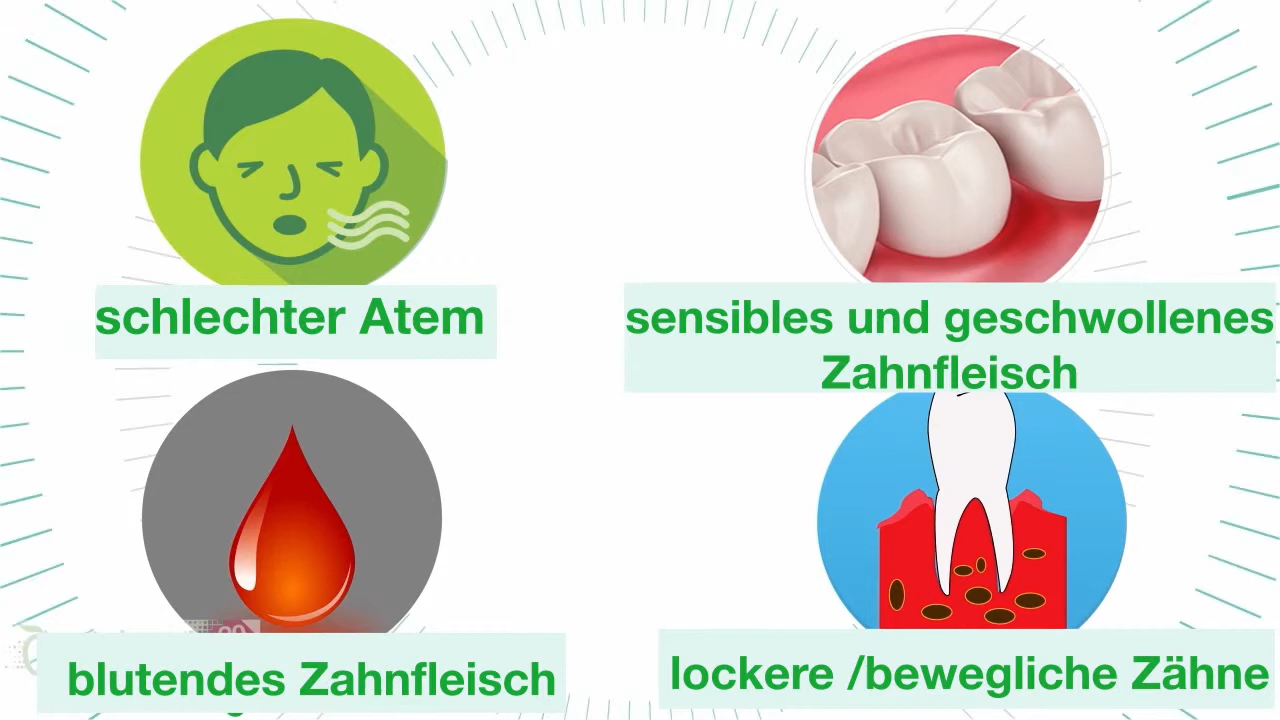 schlechter Atem
sensibles und geschwollenes
Zahnfleisch
blutendes Zahnfleisch
lockere /bewegliche Zähne